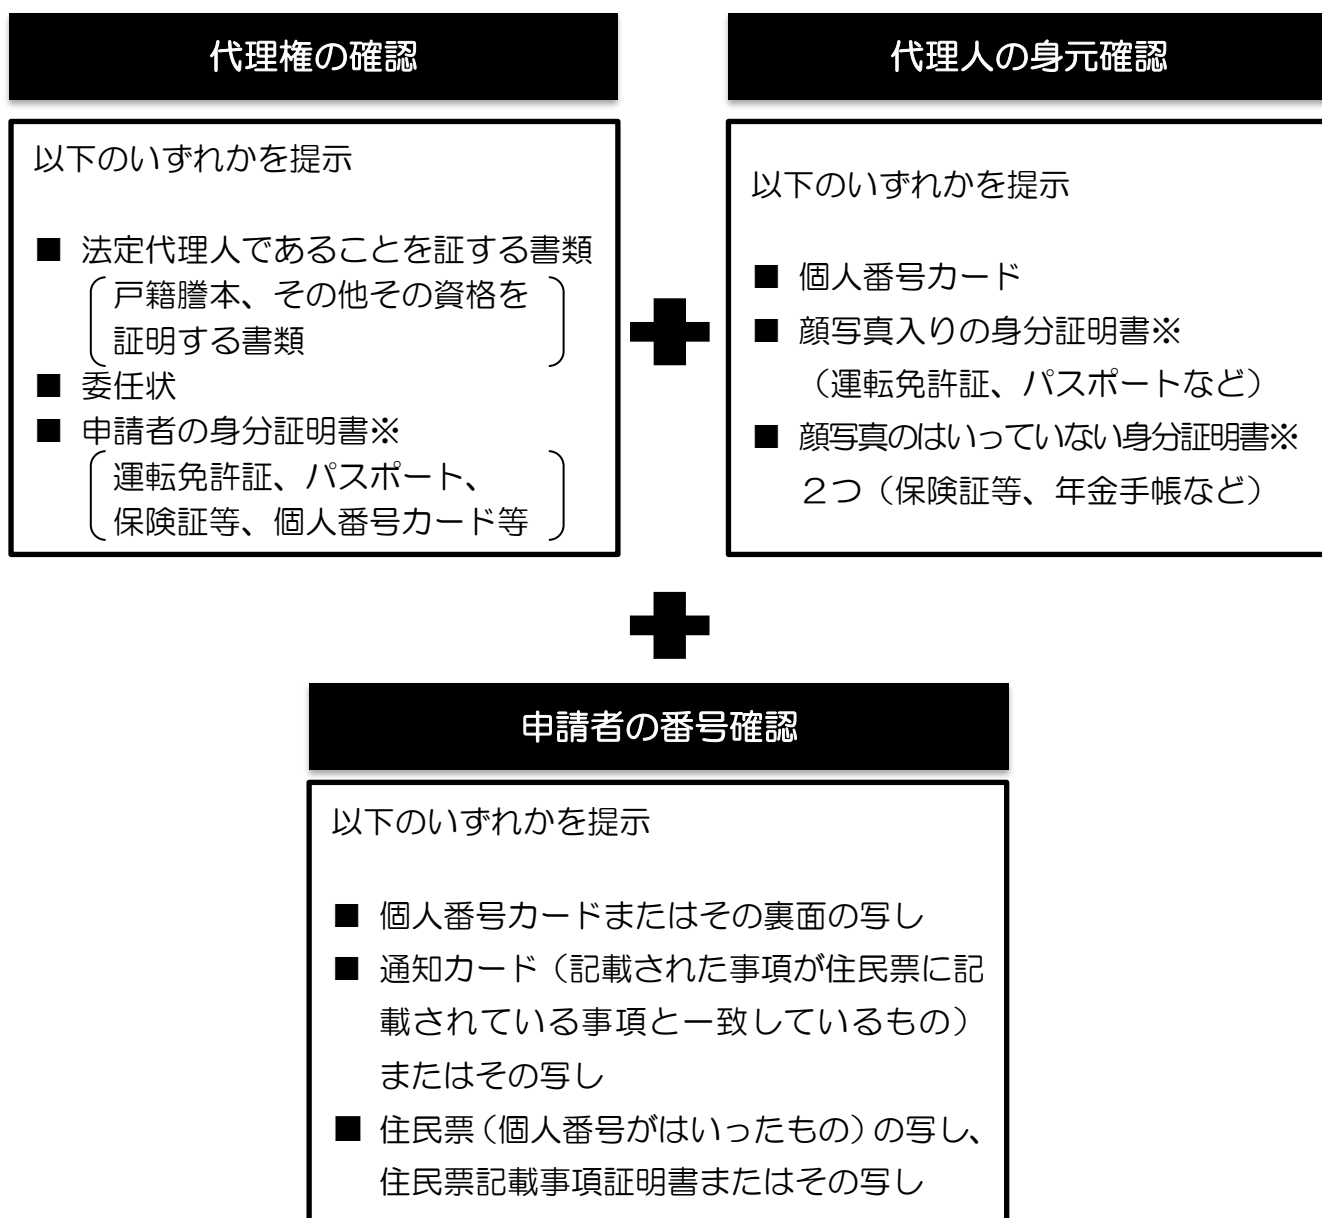 代理権の確認
以下のいずれかを提示
■ 法定代理人であることを証する書類
戸籍謄本、その他その資格を
証明する書類
■ 委任状
■ 申請者の身分証明書※
運転免許証、パスポート、
保険証等、個人番号カード等
代理人の身元確認
以下のいずれかを提示
■ 個人番号カード
■ 顔写真入りの身分証明書※
（運転免許証、パスポートなど）
■ 顔写真のはいっていない身分証明書※
２つ（保険証等、年金手帳など）
申請者の番号確認
以下のいずれかを提示
■ 個人番号カードまたはその裏面の写し
■ 通知カード（記載された事項が住民票に記
載されている事項と一致しているもの）
またはその写し
■ 住民票（個人番号がはいったもの）の写し、
住民票記載事項証明書またはその写し